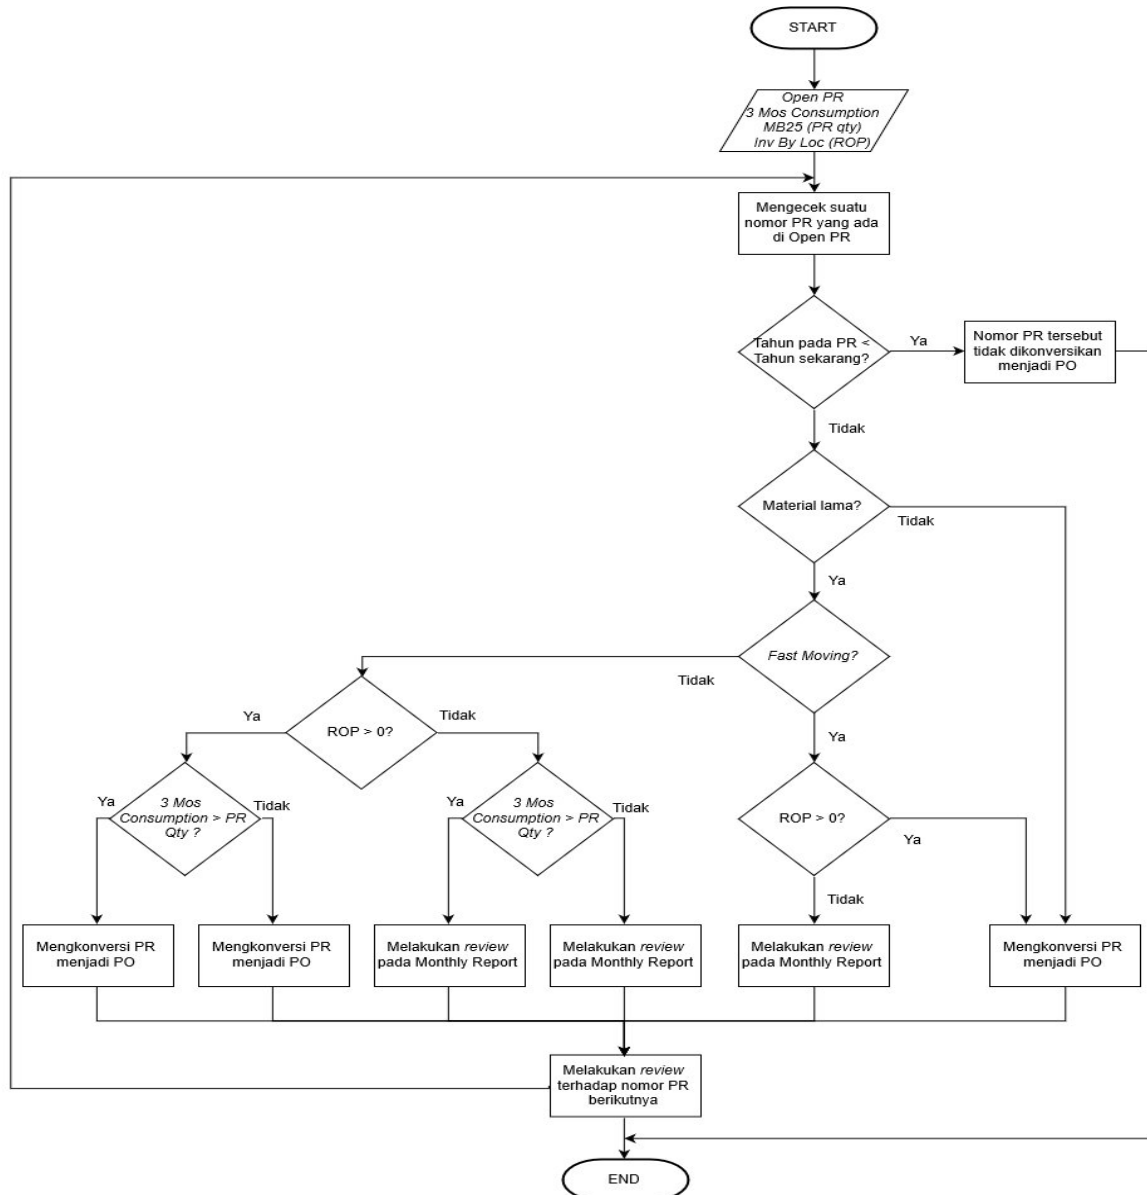 START
Open PR
3 Mos Consumption
MB25 (PR qty)
Inv By Loc (ROP)
Mengecek suatu
nomor PR yang ada
di Open PR
Tahun pada PR <
Tahun sekarang?
Ya
Nomor PR tersebut
tidak dikonversikan
menjadi PO
Tidak
Material lama?
Tidak
Ya
Fast Moving?
Tidak
Ya
ROP > 0?
Ya
Tidak
3 Mos
Consumption > PR
Qty ?
Ya
Tidak
3 Mos
Consumption > PR
Qty ?
Ya
Tidak
ROP > 0?
Ya
Tidak
Mengkonversi PR
menjadi PO
Mengkonversi PR
menjadi PO
Melakukan review
pada Monthly Report
Melakukan review
pada Monthly Report
Melakukan review
pada Monthly Report
Mengkonversi PR
menjadi PO
Melakukan review
terhadap nomor PR
berikutnya
END